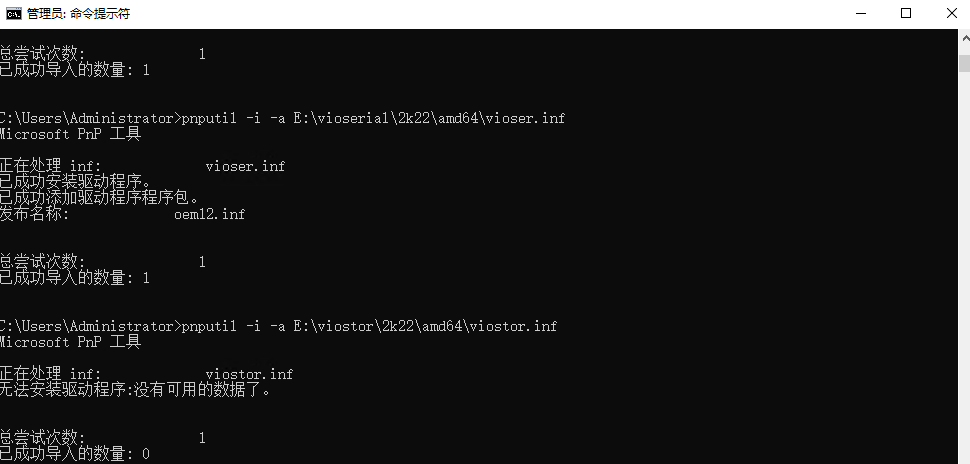 管理员: 命令提示符
总尝试次数: 1
已成功导入的数量: 1
C:\Users\Administrator>pnputil -i -a E:\vioserial\2k22\amd64\vioser.inf
Microsoft PnP 工具
正在处理 inf: vioser.inf
已成功安装驱动程序。
已成功添加驱动程序程序包。
发布名称: oem12.inf
总尝试次数: 1
已成功导入的数量: 1
C:\Users\Administrator>pnputil -i -a E:\viostor\2k22\amd64\viostor.inf
Microsoft PnP 工具
正在处理 inf: viostor.inf
无法安装驱动程序:没有可用的数据了。
总尝试次数: 1
已成功导入的数量: 0